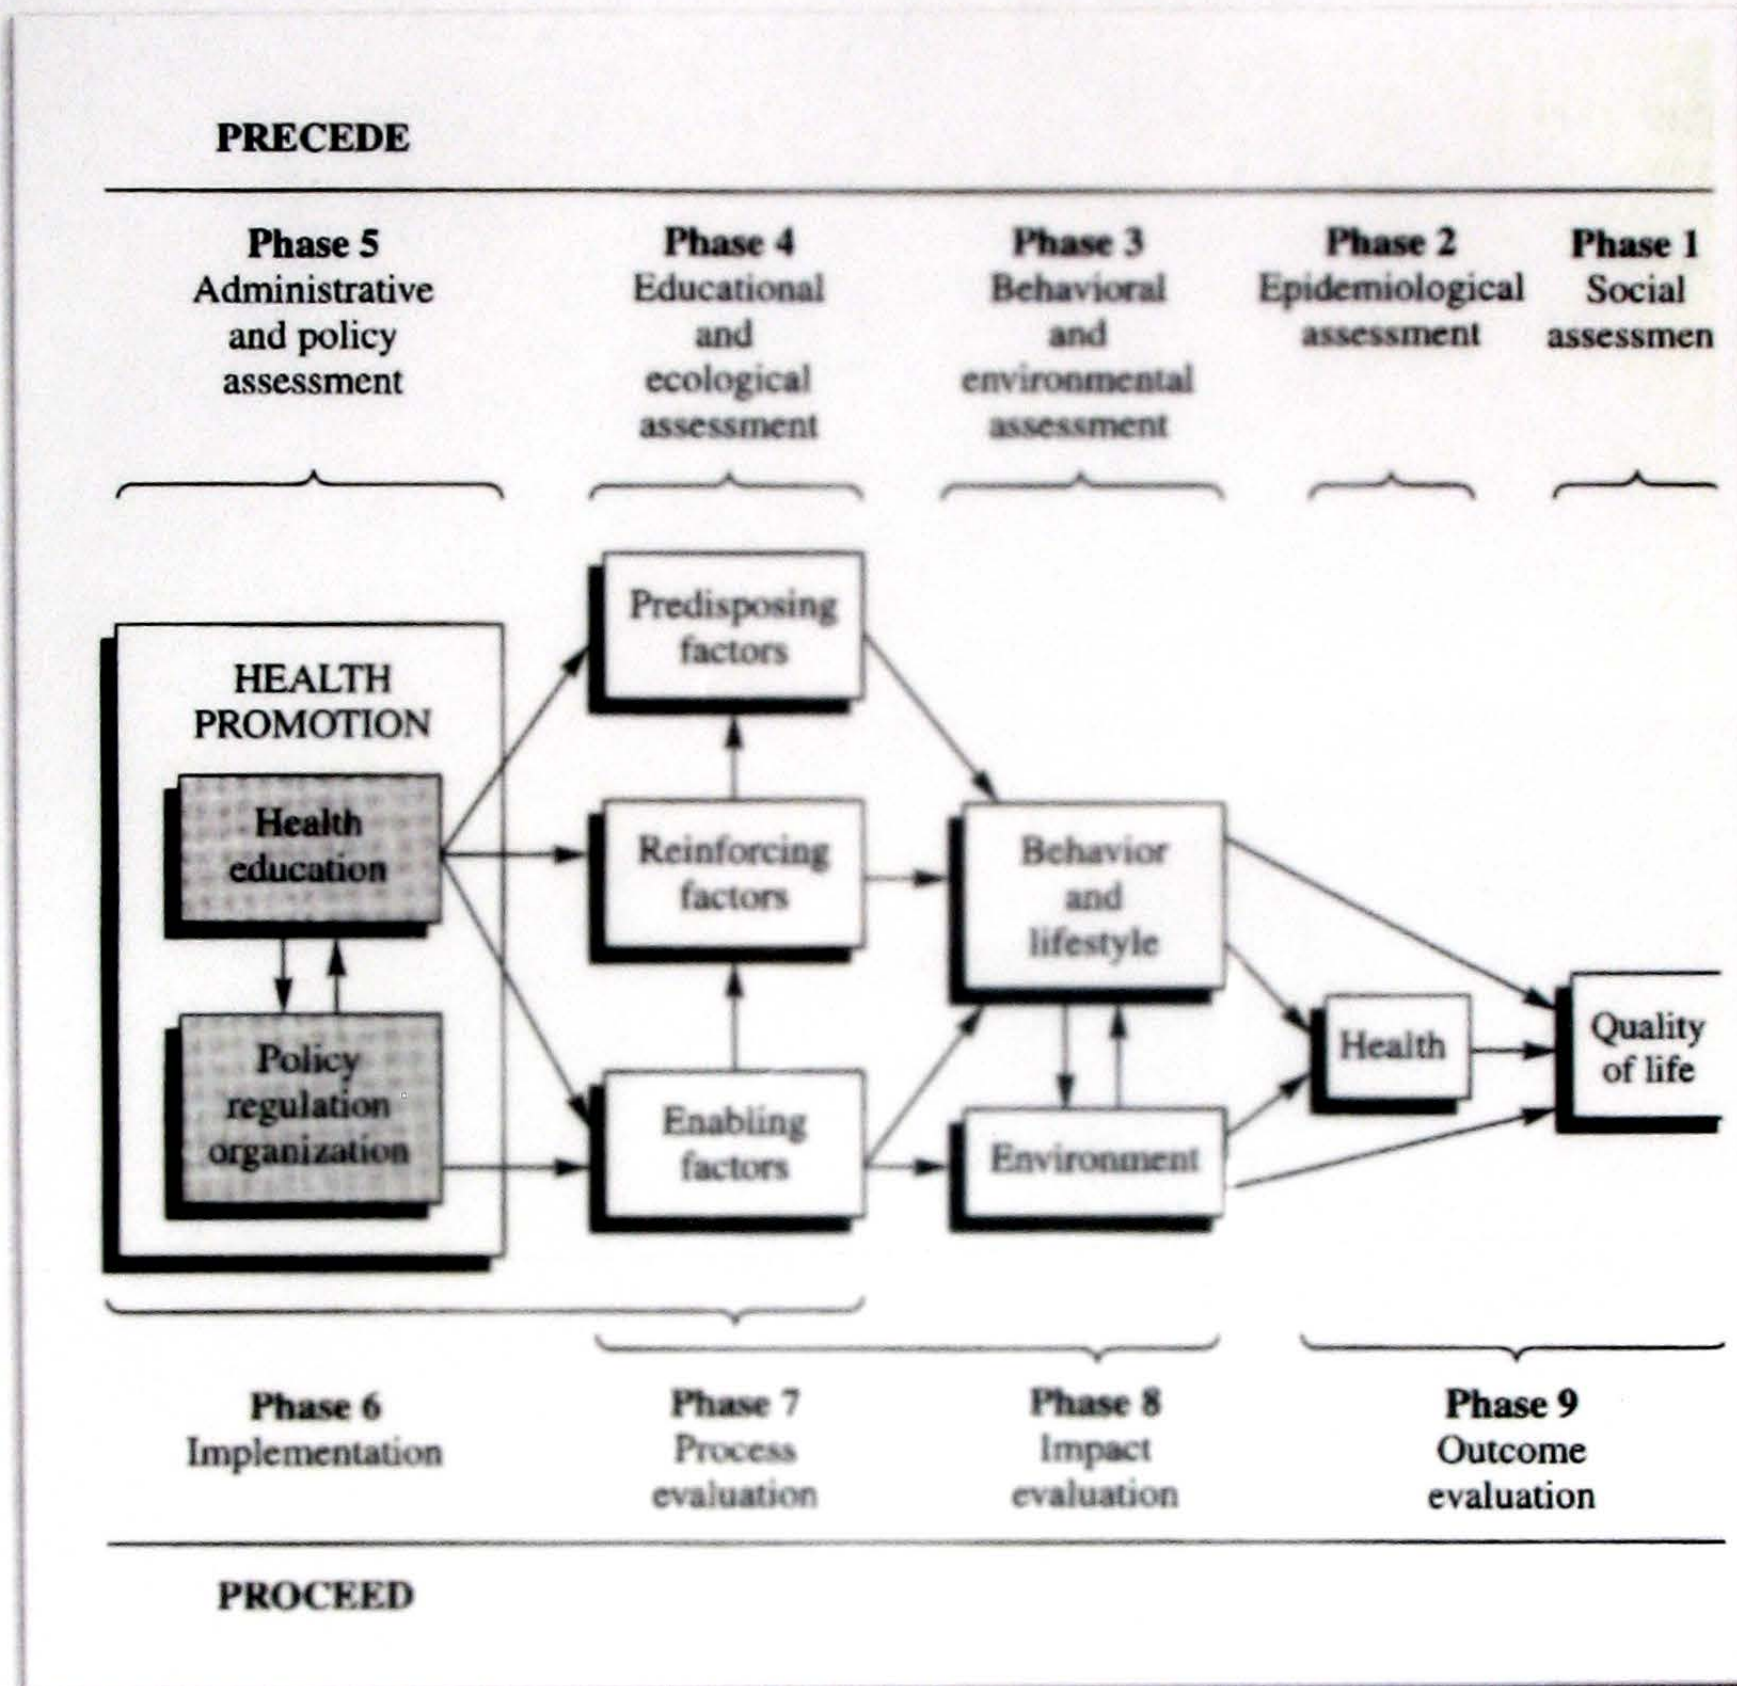 PRECEDE
Phase 5
Administrative
and policy
assessment
Phase 4
Educational
and
ecological
assessment
Phase 3
Behavioral
and
environmental
assessment
Phase 2
Epidemiological
assessment
Phase 1
Social
assessmen
HEALTH
PROMOTION
Health
education
Policy
regulation
organization
Predisposing
factors
Reinforcing
factors
Enabling
factors
Behavior
and
lifestyle
Environment
Health
Quality
of life
Phase 6
Implementation
Phase 7
Process
evaluation
Phase 8
Impact
evaluation
Phase 9
Outcome
evaluation
PROCEED